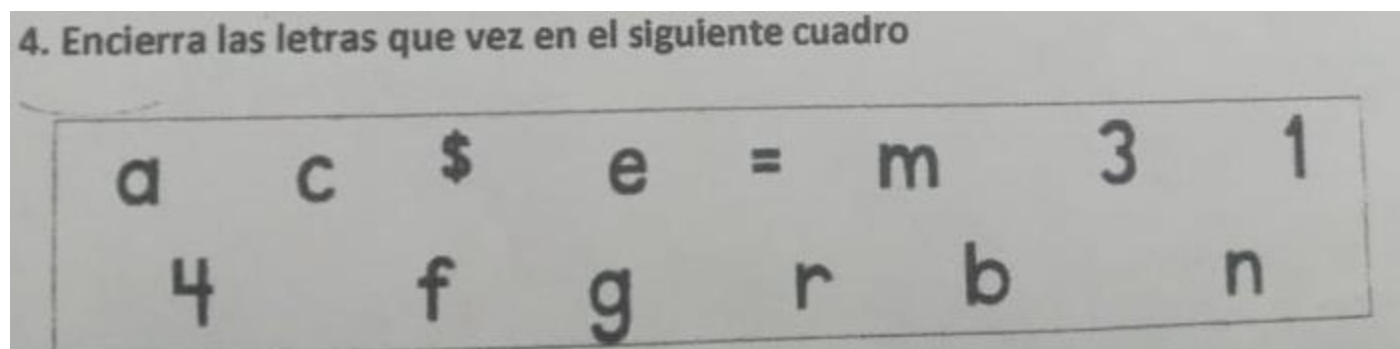 4. Encierra las letras que vez en el siguiente cuadro
a c $ e = m 3 1
4 f g r b n